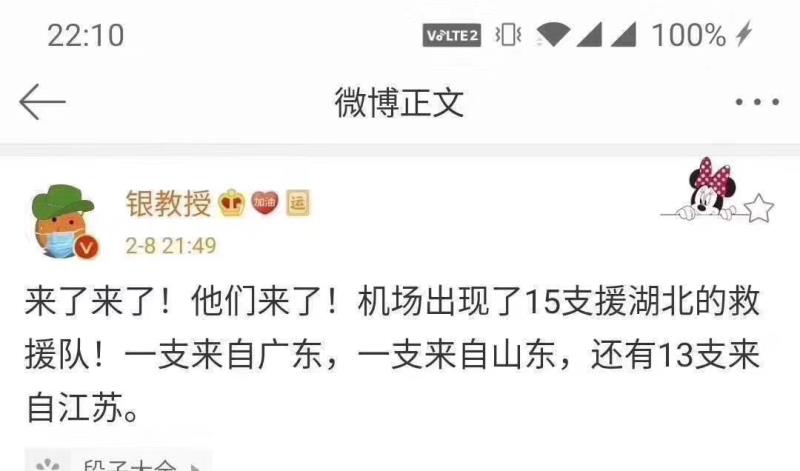 22:10 VoLTE2 100%
微博正文
银教授 加油 运
2-8 21:49
来了来了！他们来了！机场出现了15支援湖北的救
援队！一支来自广东，一支来自山东，还有13支来
自江苏。
段子大全